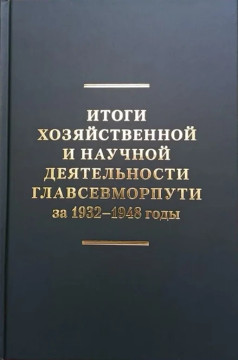 ИТОГИ
ХОЗЯЙСТВЕННОЙ
И НАУЧНОЙ
ДЕЯТЕЛЬНОСТИ
ГЛАВСЕВМОРПУТИ
за 1932–1948 годы